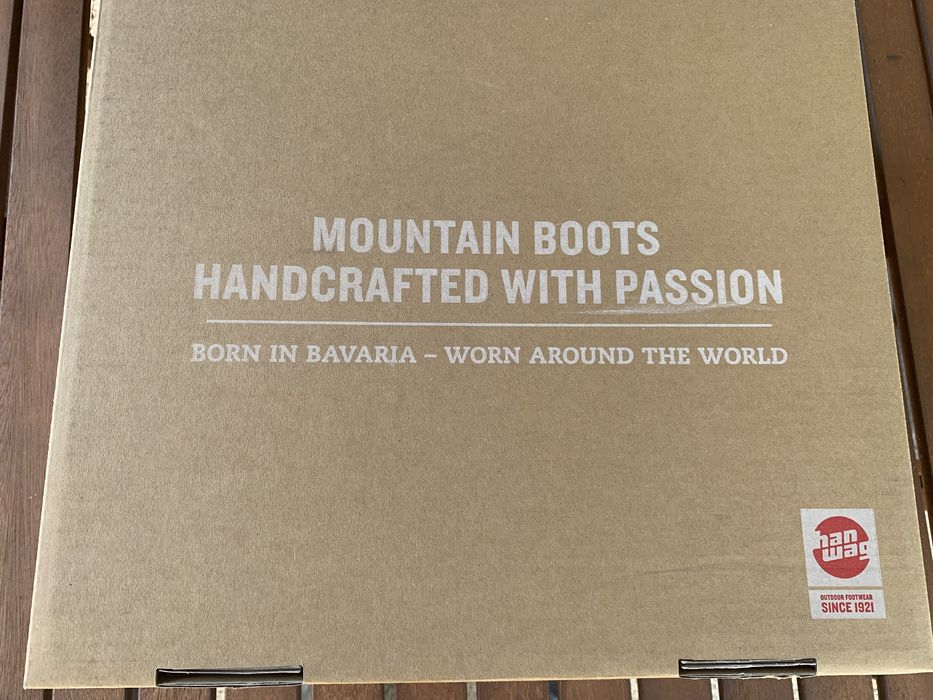 MOUNTAIN BOOTS
HANDCRAFTED WITH PASSION
BORN IN BAVARIA – WORN AROUND THE WORLD
han
wag
OUTDOOR FOOTWEAR
SINCE 1921